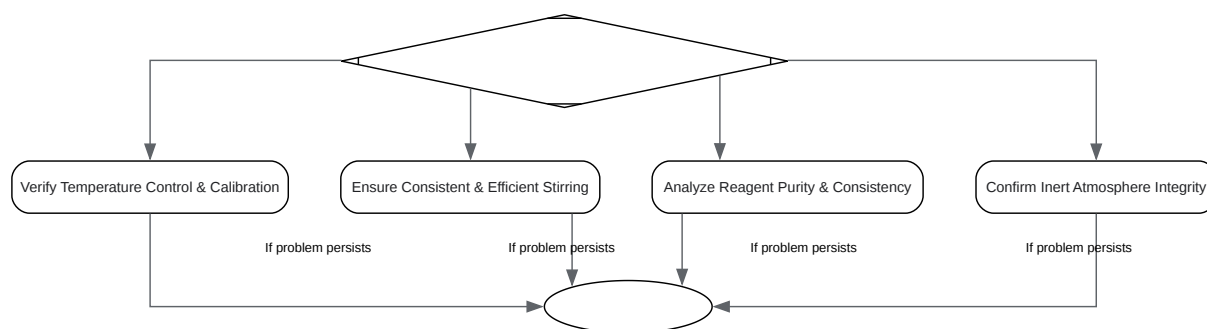 Verify Temperature Control & Calibration
Ensure Consistent & Efficient Stirring
Analyze Reagent Purity & Consistency
Confirm Inert Atmosphere Integrity
If problem persists
If problem persists
If problem persists
If problem persists